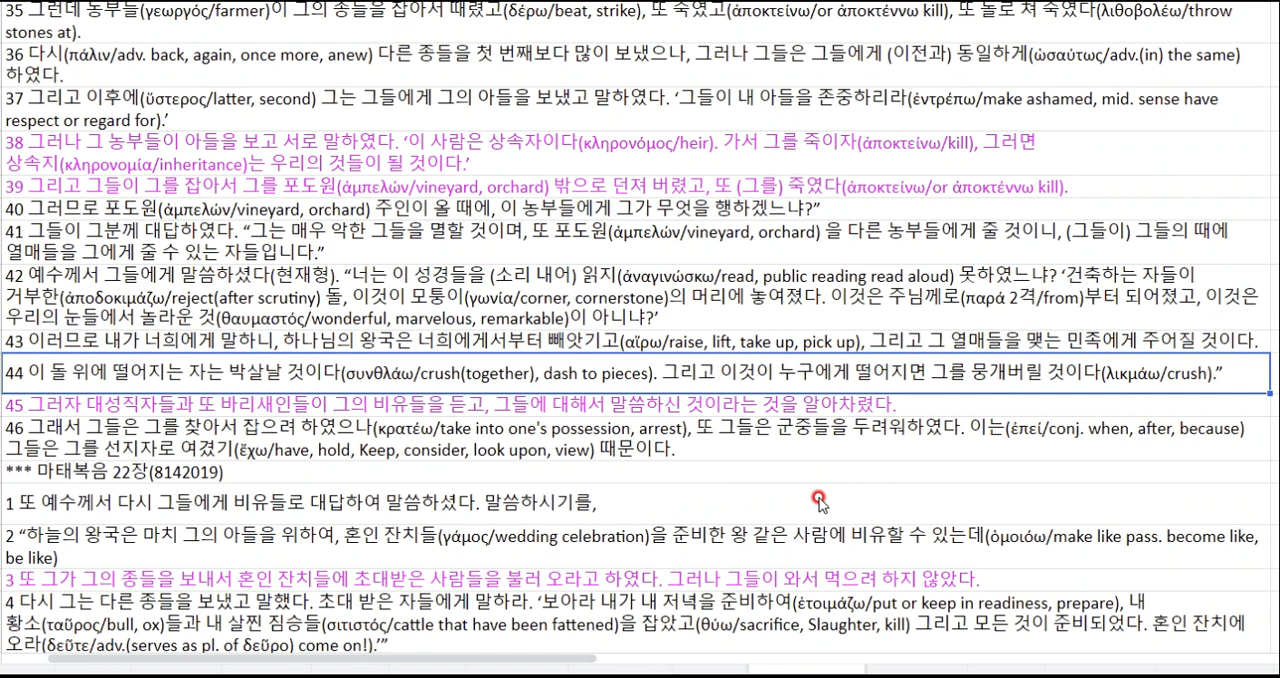 35 그런데 농부들(γεωργός/farmer)이 그의 종들을 잡아서 때렸고(δέρω/beat, strike), 또 죽였고(ἀποκτείνω/or ἀποκτέννω kill), 또 돌로 쳐 죽였다(λιθοβολέω/throw
stones at).
36 다시(πάλιν/adv. back, again, once more, anew) 다른 종들을 첫 번째보다 많이 보냈으나, 그러나 그들은 그들에게 (이전과) 동일하게(ὡσαύτως/adv.(in) the same)
하였다.
37 그리고 이후에(ὕστερος/latter, second) 그는 그들에게 그의 아들을 보냈고 말하였다. ‘그들이 내 아들을 존중하리라(ἐντρέπω/make ashamed, mid. sense have
respect or regard for).’
38 그러나 그 농부들이 아들을 보고 서로 말하였다. ‘이 사람은 상속자이다(κληρονόμος/heir). 가서 그를 죽이자(ἀποκτείνω/kill), 그러면
상속지(κληρονομία/inheritance)는 우리의 것들이 될 것이다.’
39 그리고 그들이 그를 잡아서 그를 포도원(ἀμπελών/vineyard, orchard) 밖으로 던져 버렸고, 또 (그를) 죽였다(ἀποκτείνω/or ἀποκτέννω kill).
40 그러므로 포도원(ἀμπελών/vineyard, orchard) 주인이 올 때에, 이 농부들에게 그가 무엇을 행하겠느냐?”
41 그들이 그분께 대답하였다. “그는 매우 악한 그들을 멸할 것이며, 또 포도원(ἀμπελών/vineyard, orchard) 을 다른 농부들에게 줄 것이니, (그들이) 그들의 때에
열매들을 그에게 줄 수 있는 자들입니다.”
42 예수께서 그들에게 말씀하셨다(현재형). “너는 이 성경들을 (소리 내어) 읽지(ἀναγινώσκω/read, public reading read aloud) 못하였느냐? ‘건축하는 자들이
거부한(ἀποδοκιμάζω/reject(after scrutiny) 돌, 이것이 모퉁이(γωνία/corner, cornerstone)의 머리에 놓여졌다. 이것은 주님께로(παρά 2격/from)부터 되어졌고, 이것은
우리의 눈들에서 놀라운 것(θαυμαστός/wonderful, marvelous, remarkable)이 아니냐?’
43 이러므로 내가 너희에게 말하니, 하나님의 왕국은 너희에게서부터 빼앗기고(αἴρω/raise, lift, take up, pick up), 그리고 그 열매들을 맺는 민족에게 주어질 것이다.
44 이 돌 위에 떨어지는 자는 박살날 것이다(συνθλάω/crush(together), dash to pieces). 그리고 이것이 누구에게 떨어지면 그를 뭉개버릴 것이다(λικμάω/crush).”
45 그러자 대성직자들과 또 바리새인들이 그의 비유들을 듣고, 그들에 대해서 말씀하신 것이라는 것을 알아차렸다.
46 그래서 그들은 그를 찾아서 잡으려 하였으나(κρατέω/take into one's possession, arrest), 또 그들은 군중들을 두려워하였다. 이는(ἐπεί/conj. when, after, because)
그들은 그를 선지자로 여겼기(ἔχω/have, hold, Keep, consider, look upon, view) 때문이다.
*** 마태복음 22장(8142019)
1 또 예수께서 다시 그들에게 비유들로 대답하여 말씀하셨다. 말씀하시기를,
2 “하늘의 왕국은 마치 그의 아들을 위하여, 혼인 잔치들(γάμος/wedding celebration)을 준비한 왕 같은 사람에 비유할 수 있는데(ὁμοιόω/make like pass. become like,
be like)
3 또 그가 그의 종들을 보내서 혼인 잔치들에 초대받은 사람들을 불러 오라고 하였다. 그러나 그들이 와서 먹으려 하지 않았다.
4 다시 그는 다른 종들을 보냈고 말했다. 초대 받은 자들에게 말하라. ‘보아라 내가 내 저녁을 준비하여(ἑτοιμάζω/put or keep in readiness, prepare), 내
황소(ταῦρος/bull, ox)들과 내 살찐 짐승들(σιτιστός/cattle that have been fattened)을 잡았고(θύω/sacrifice, Slaughter, kill) 그리고 모든 것이 준비되었다. 혼인 잔치에
오라(δεῦτε/adv.(serves as pl. of δεῦρο) come on!).’”